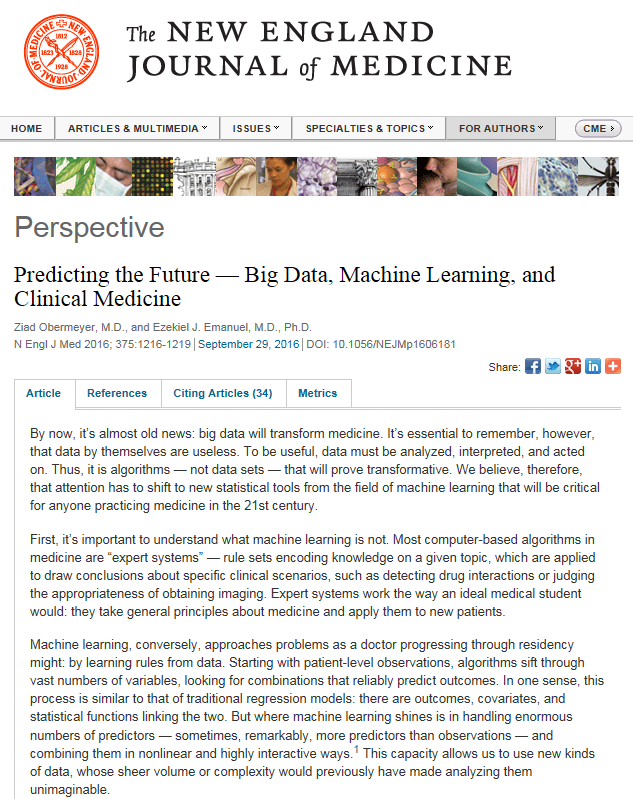 THE NEW ENGLAND JOURNAL OF MEDICINE
1812
1823
1828
1928
The NEW ENGLAND
JOURNAL of MEDICINE
HOME
ARTICLES & MULTIMEDIA
ISSUES
SPECIALTIES & TOPICS
FOR AUTHORS
CME
Perspective
Predicting the Future — Big Data, Machine Learning, and
Clinical Medicine
Ziad Obermeyer, M.D., and Ezekiel J. Emanuel, M.D., Ph.D.
N Engl J Med 2016; 375:1216-1219 | September 29, 2016 | DOI: 10.1056/NEJMp1606181
Share:
Article
References
Citing Articles (34)
Metrics
By now, it’s almost old news: big data will transform medicine. It’s essential to remember, however,
that data by themselves are useless. To be useful, data must be analyzed, interpreted, and acted
on. Thus, it is algorithms — not data sets — that will prove transformative. We believe, therefore,
that attention has to shift to new statistical tools from the field of machine learning that will be critical
for anyone practicing medicine in the 21st century.
First, it’s important to understand what machine learning is not. Most computer-based algorithms in
medicine are “expert systems” — rule sets encoding knowledge on a given topic, which are applied
to draw conclusions about specific clinical scenarios, such as detecting drug interactions or judging
the appropriateness of obtaining imaging. Expert systems work the way an ideal medical student
would: they take general principles about medicine and apply them to new patients.
Machine learning, conversely, approaches problems as a doctor progressing through residency
might: by learning rules from data. Starting with patient-level observations, algorithms sift through
vast numbers of variables, looking for combinations that reliably predict outcomes. In one sense, this
process is similar to that of traditional regression models: there are outcomes, covariates, and
statistical functions linking the two. But where machine learning shines is in handling enormous
numbers of predictors — sometimes, remarkably, more predictors than observations — and
combining them in nonlinear and highly interactive ways.1 This capacity allows us to use new kinds
of data, whose sheer volume or complexity would previously have made analyzing them
unimaginable.